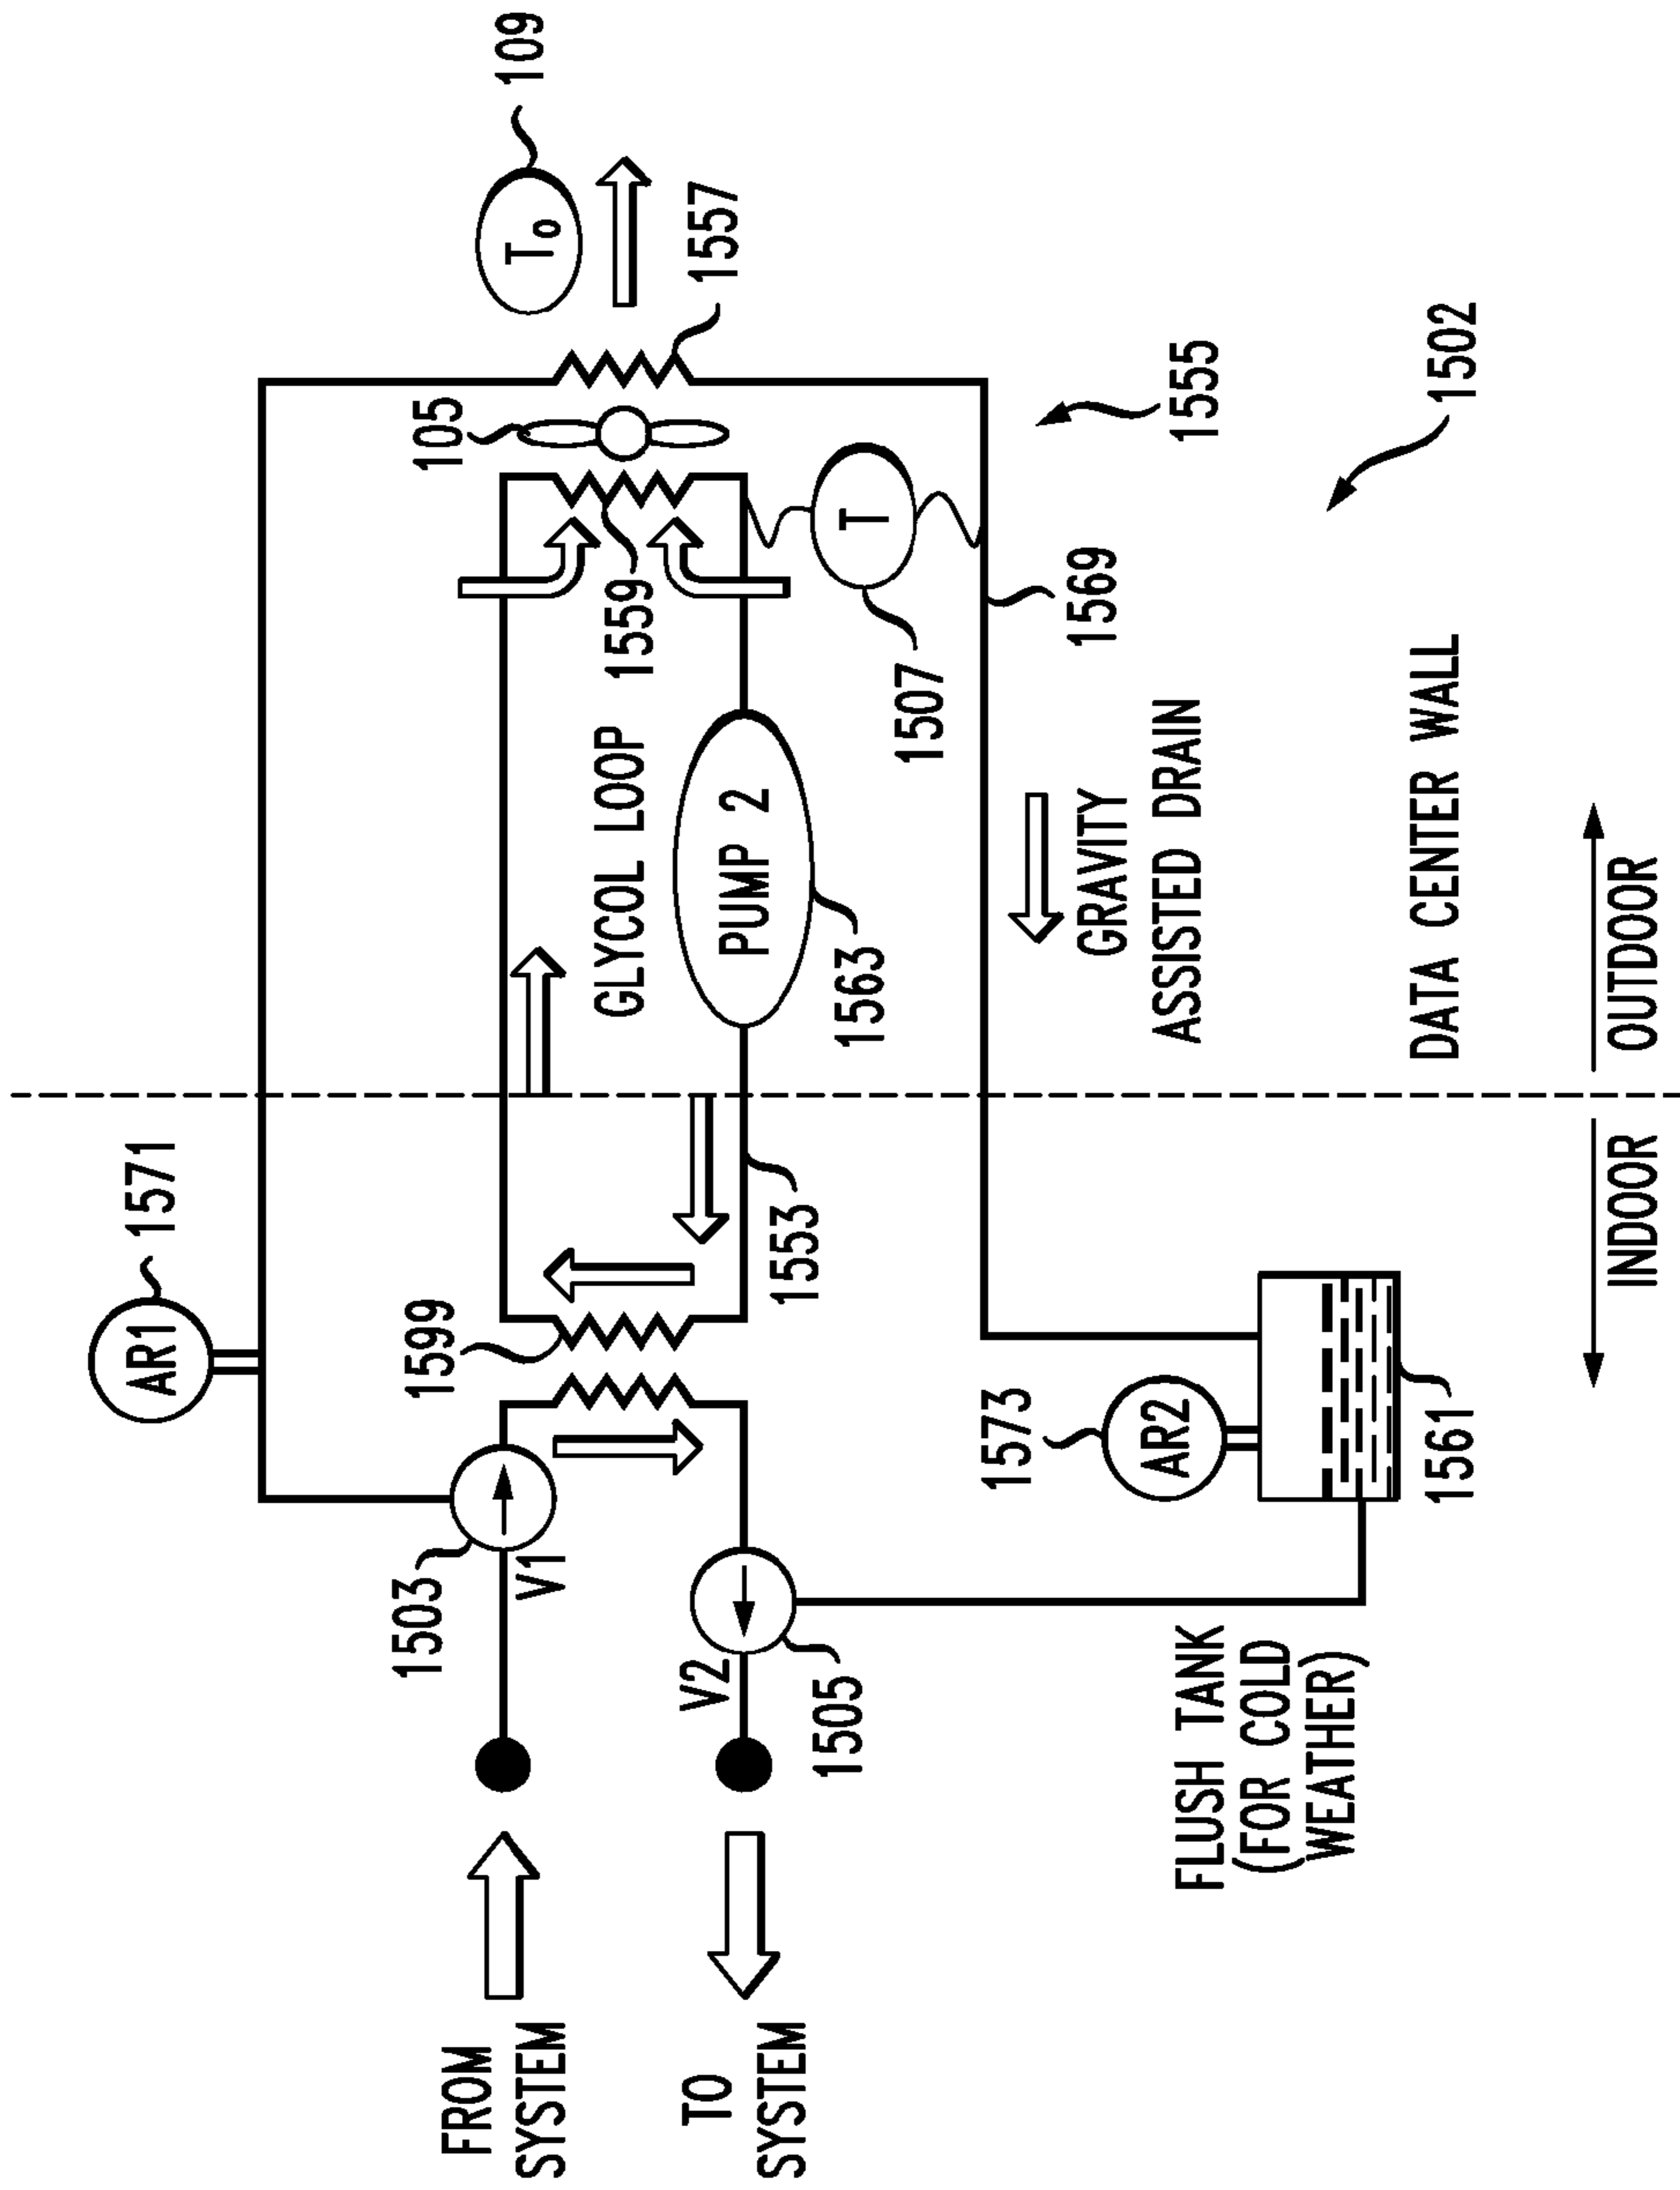 AR1
1571
1503
V1
1599
FROM
SYSTEM
TO
SYSTEM
V2
1505
1553
GLYCOL LOOP
PUMP 2
1563
105
1559
T₀
109
1557
T
1507
1569
GRAVITY
ASSISTED DRAIN
1555
1502
FLUSH TANK
(FOR COLD
WEATHER)
1573
AR2
1561
DATA CENTER WALL
INDOOR
OUTDOOR